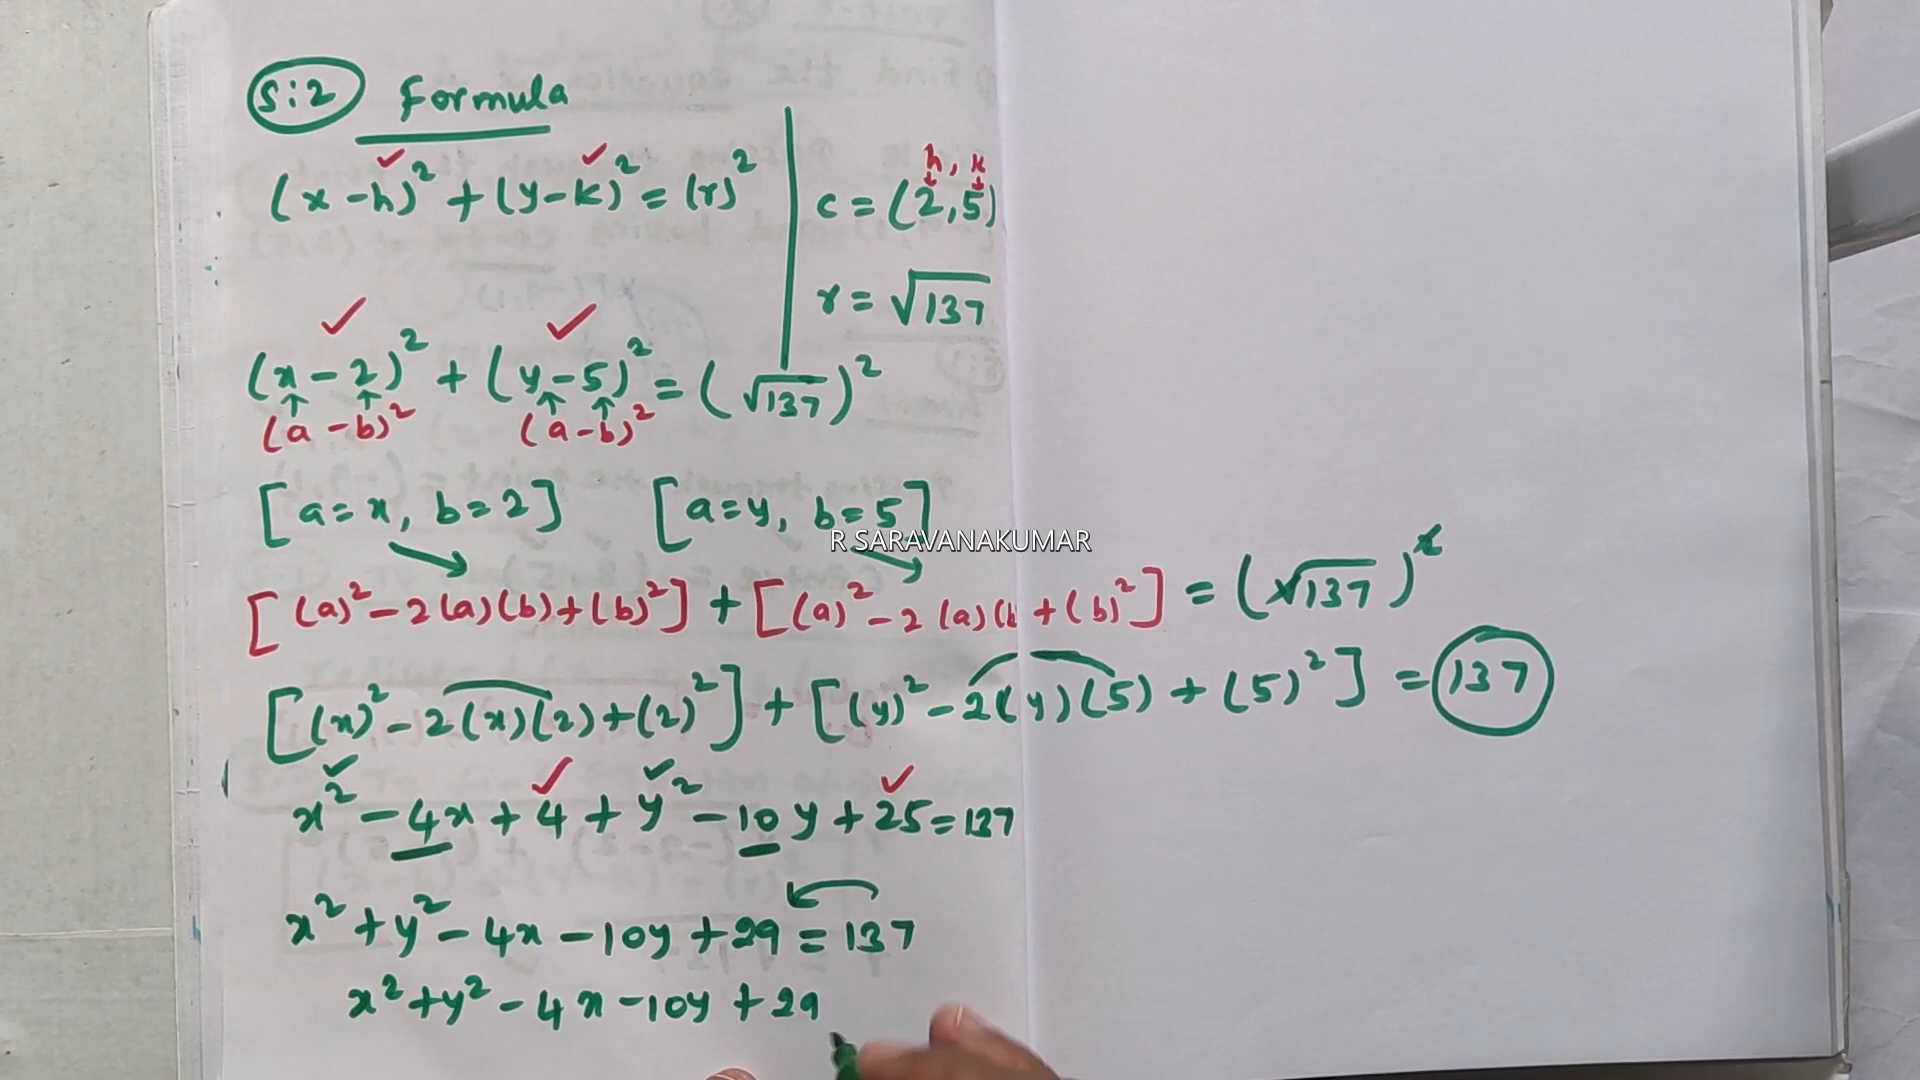 S:2 Formula
(x-h)² + (y-k)² = (r)²
h, k
c = (2,5)
r = √137
(x-2)² + (y-5)² = (√137)²
(a-b)² (a-b)²
[a=x, b=2] [a=y, b=5]
R SARAVANAKUMAR
[(a)²-2(a)(b)+(b)²] + [(a)²-2(a)(b + (b)²] = (√137)²
[(x)²-2(x)(2)+(2)²] + [(y)²-2(y)(5)+(5)²] = 137
x² - 4x + 4 + y² - 10y + 25 = 137
x² + y² - 4x - 10y + 29 = 137
x² + y² - 4x - 10y + 29